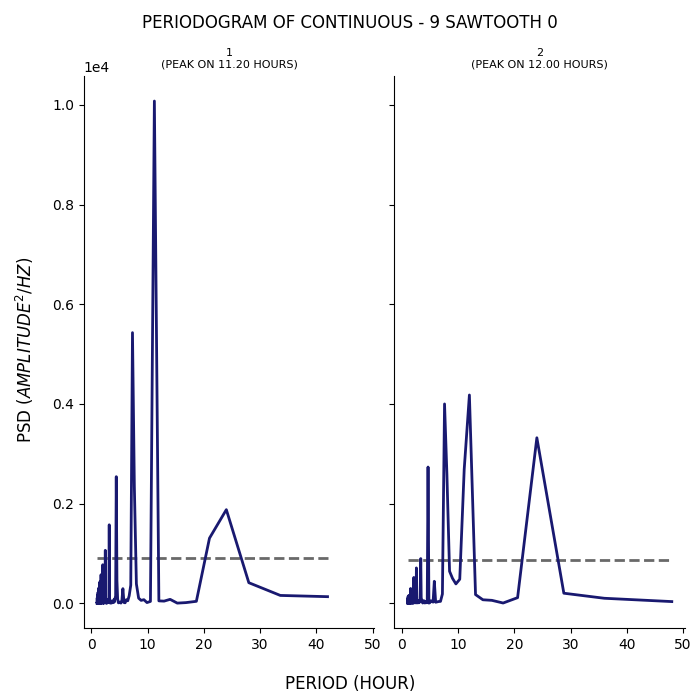 PERIODOGRAM OF CONTINUOUS - 9 SAWTOOTH 0
1
(PEAK ON 11.20 HOURS)
2
(PEAK ON 12.00 HOURS)
1e4
1.0
0.8
0.6
0.4
0.2
0.0
PSD (AMPLITUDE²/HZ)
0 10 20 30 40 50
0 10 20 30 40 50
PERIOD (HOUR)